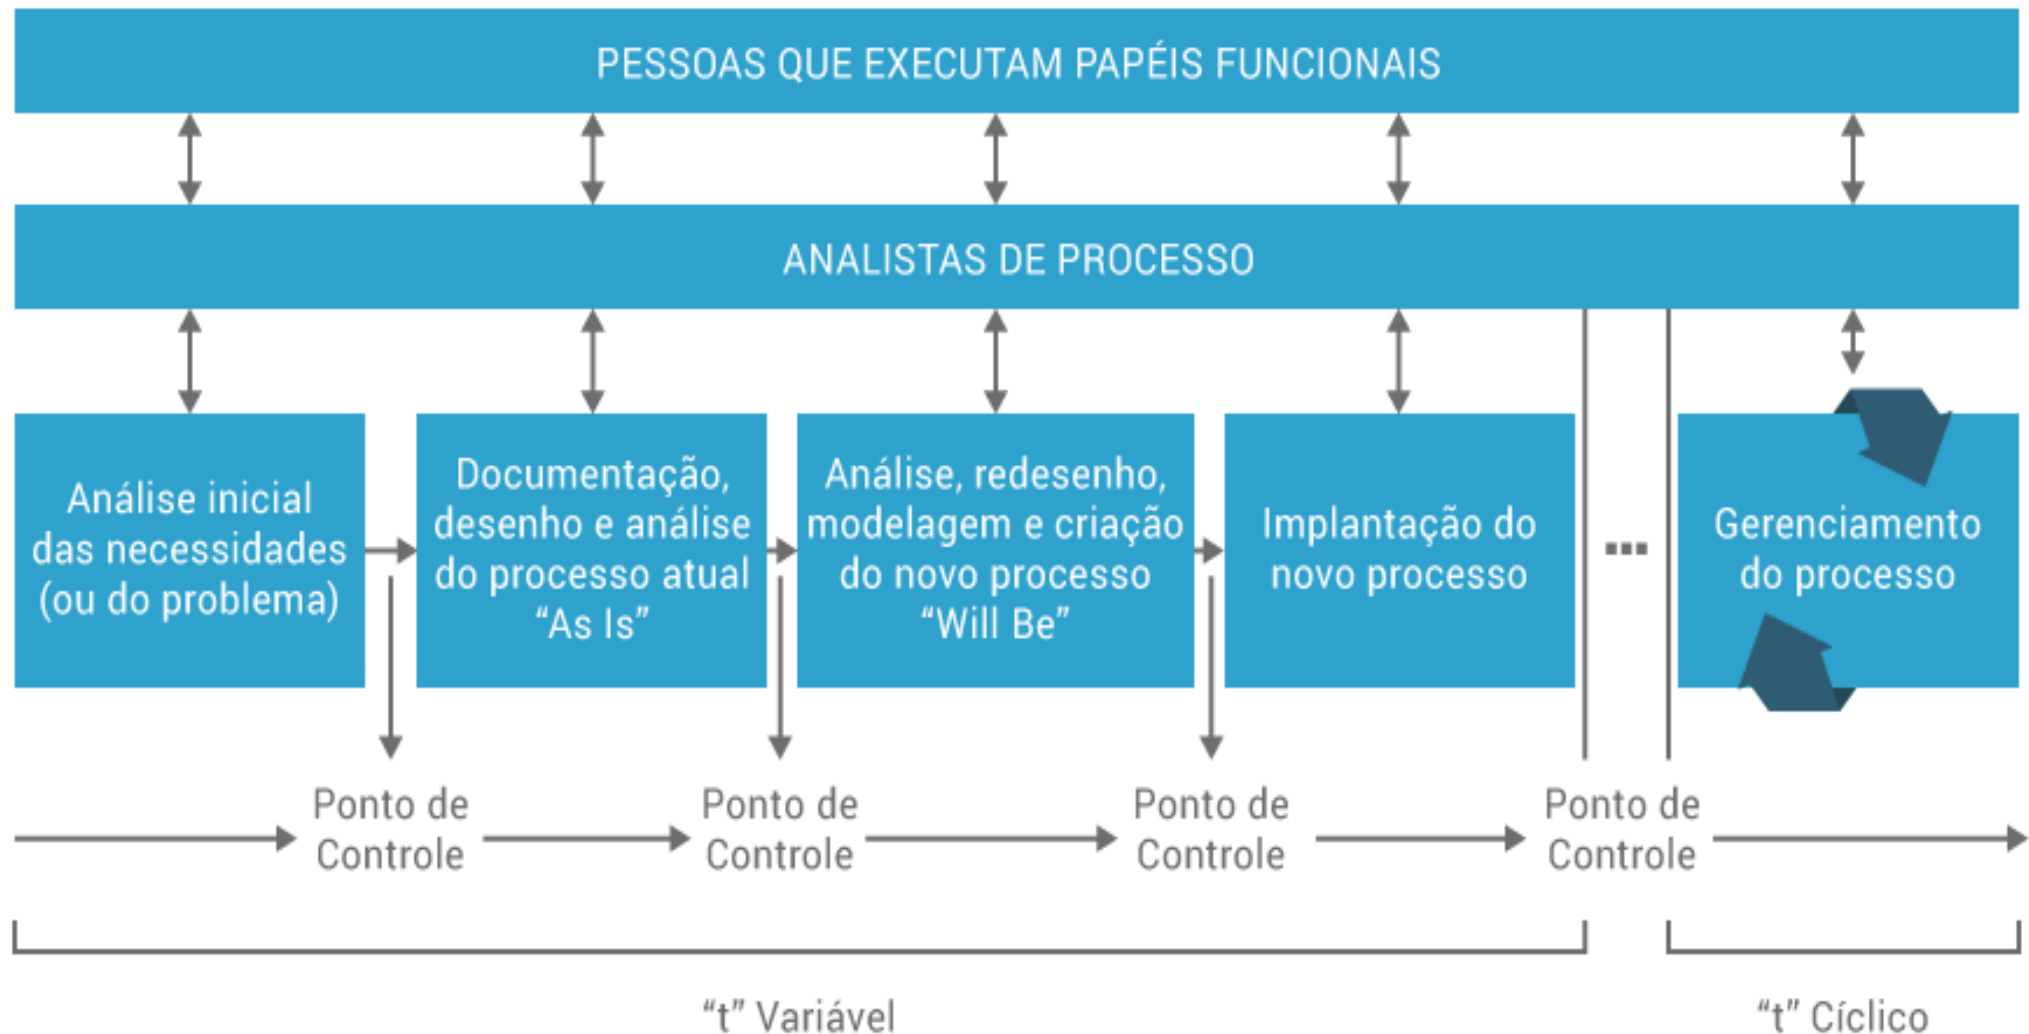 PESSOAS QUE EXECUTAM PAPÉIS FUNCIONAIS
ANALISTAS DE PROCESSO
Análise inicial
das necessidades
(ou do problema)
Documentação,
desenho e análise
do processo atual
“As Is”
Análise, redesenho,
modelagem e criação
do novo processo
“Will Be”
Implantação do
novo processo
...
Gerenciamento
do processo
Ponto de
Controle
Ponto de
Controle
Ponto de
Controle
Ponto de
Controle
“t” Variável
“t” Cíclico